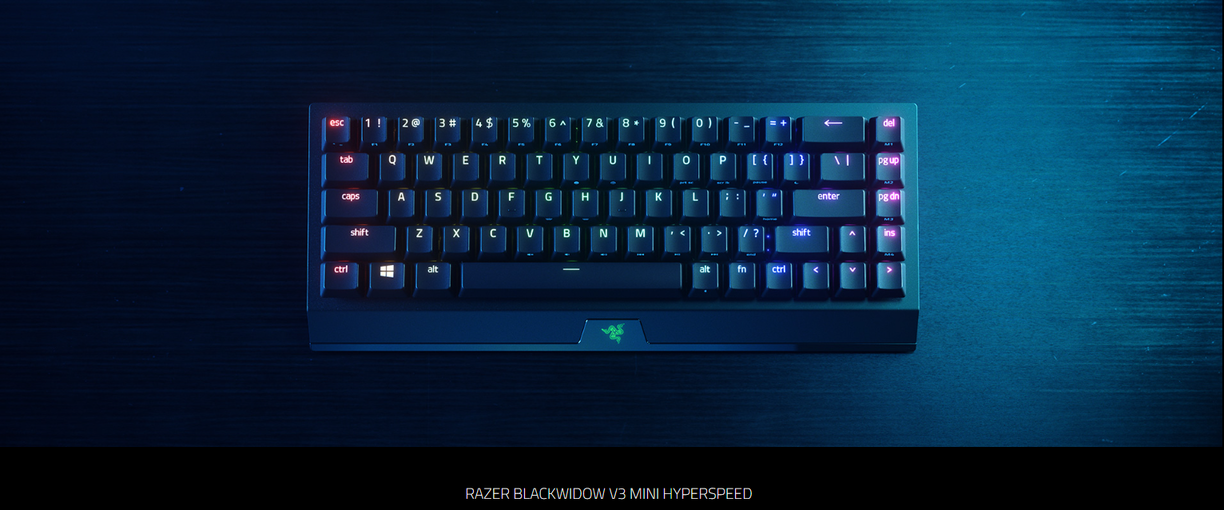 esc 1 ! 2 @ 3 # 4 $ 5 % 6 ^ 7 & 8 * 9 ( 0 ) - _ = + ← del
tab Q W E R T Y U I O P [ { ] } \ | pg up
caps A S D F G H J K L ; : ' " enter pg dn
shift Z X C V B N M , < . > / ? shift ^ ins
ctrl alt — alt fn ctrl < v >
RAZER BLACKWIDOW V3 MINI HYPERSPEED